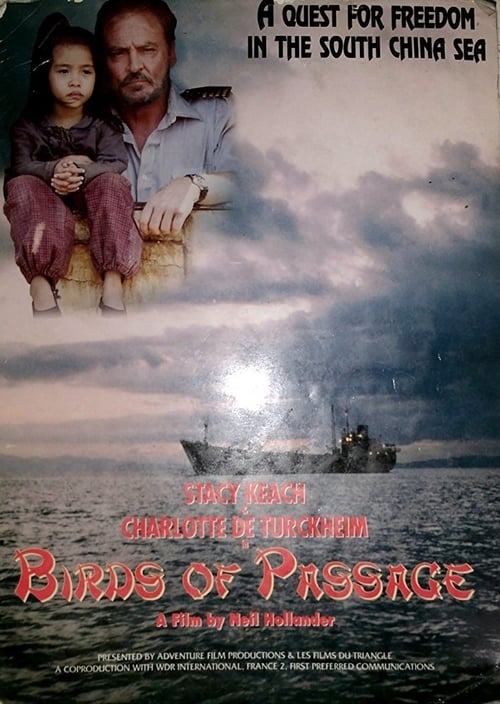 A QUEST FOR FREEDOM
IN THE SOUTH CHINA SEA
STACY KEACH
&
CHARLOTTE DE TURCKHEIM
in
BIRDS OF PASSAGE
A Film by Neil Hollander
PRESENTED BY ADVENTURE FILM PRODUCTIONS & LES FILMS DU TRIANGLE
A COPRODUCTION WITH WDR INTERNATIONAL, FRANCE 2, FIRST PREFERRED COMMUNICATIONS